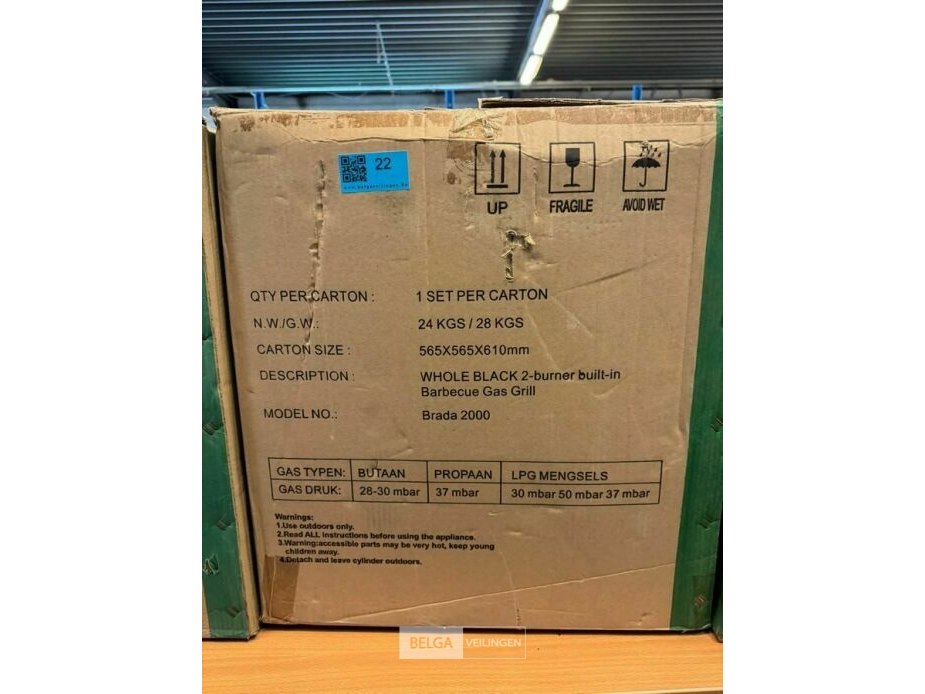 22
www.belgaveilingen.be
UP
FRAGILE
AVOID WET
QTY PER CARTON : 1 SET PER CARTON
N.W./G.W.: 24 KGS / 28 KGS
CARTON SIZE : 565X565X610mm
DESCRIPTION : WHOLE BLACK 2-burner built-in
Barbecue Gas Grill
MODEL NO.: Brada 2000
GAS TYPEN: BUTAAN PROPAAN LPG MENGSELS
GAS DRUK: 28-30 mbar 37 mbar 30 mbar 50 mbar 37 mbar
Warnings:
1.Use outdoors only.
2.Read ALL instructions before using the appliance.
3.Warning:accessible parts may be very hot, keep young
children away.
4.Detach and leave cylinder outdoors.
BELGA VEILINGEN